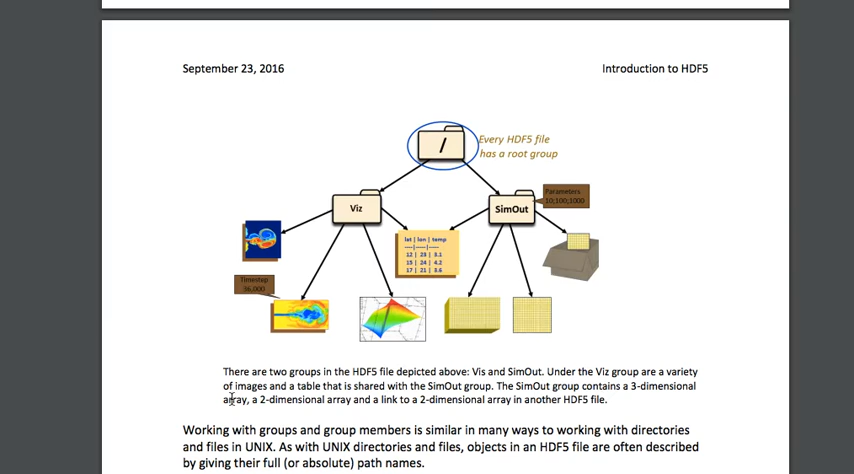 September 23, 2016 Introduction to HDF5
/
Every HDF5 file
has a root group
Viz
SimOut
Parameters
10;100;1000
lat | lon | temp
----|-----|-----
12 | 23 | 3.1
15 | 24 | 4.2
17 | 21 | 3.6
Timestep
36,000
There are two groups in the HDF5 file depicted above: Vis and SimOut. Under the Viz group are a variety
of images and a table that is shared with the SimOut group. The SimOut group contains a 3-dimensional
array, a 2-dimensional array and a link to a 2-dimensional array in another HDF5 file.
Working with groups and group members is similar in many ways to working with directories
and files in UNIX. As with UNIX directories and files, objects in an HDF5 file are often described
by giving their full (or absolute) path names.